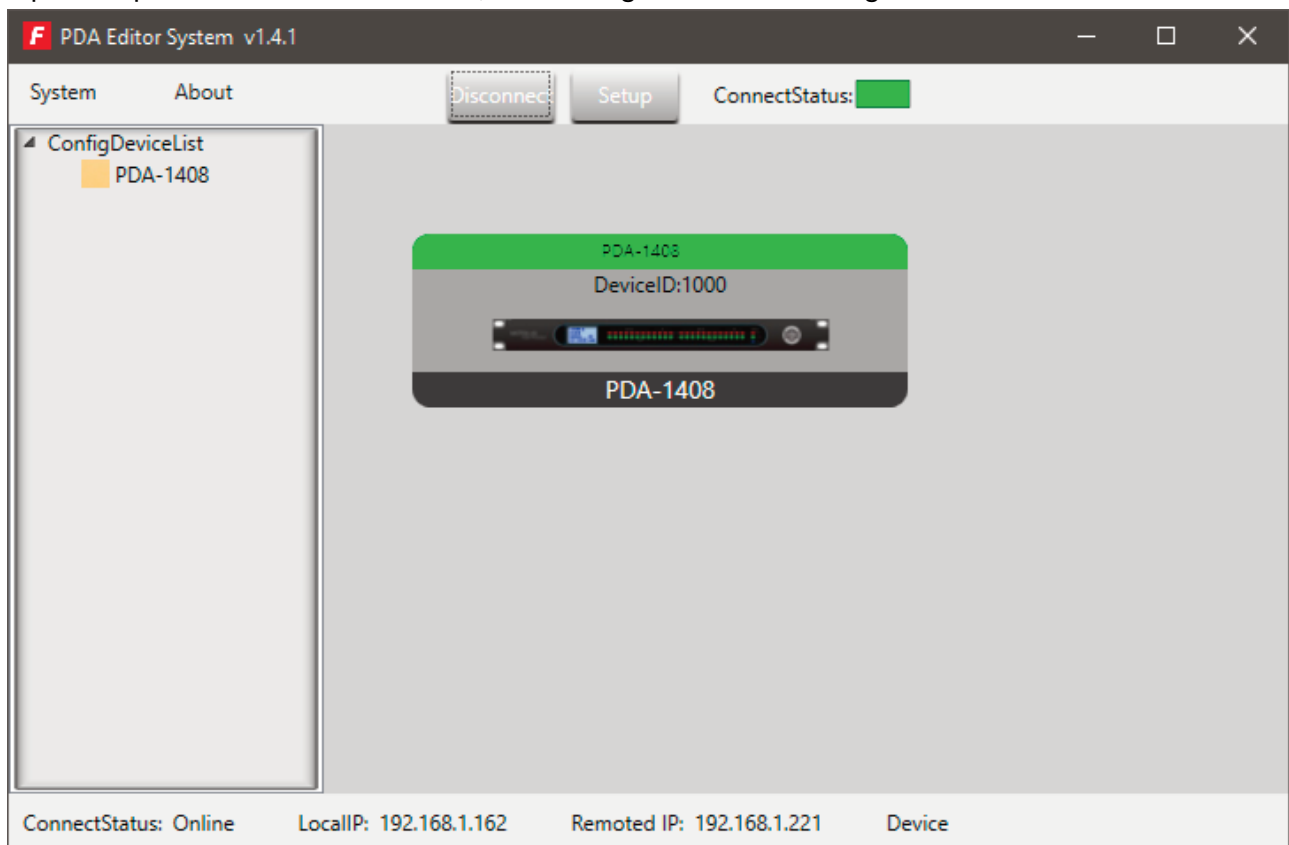 F PDA Editor System v1.4.1
System About Disconnec Setup ConnectStatus:
ConfigDeviceList
PDA-1408
PDA-1408
DeviceID:1000
PDA-1408
ConnectStatus: Online LocalIP: 192.168.1.162 Remoted IP: 192.168.1.221 Device